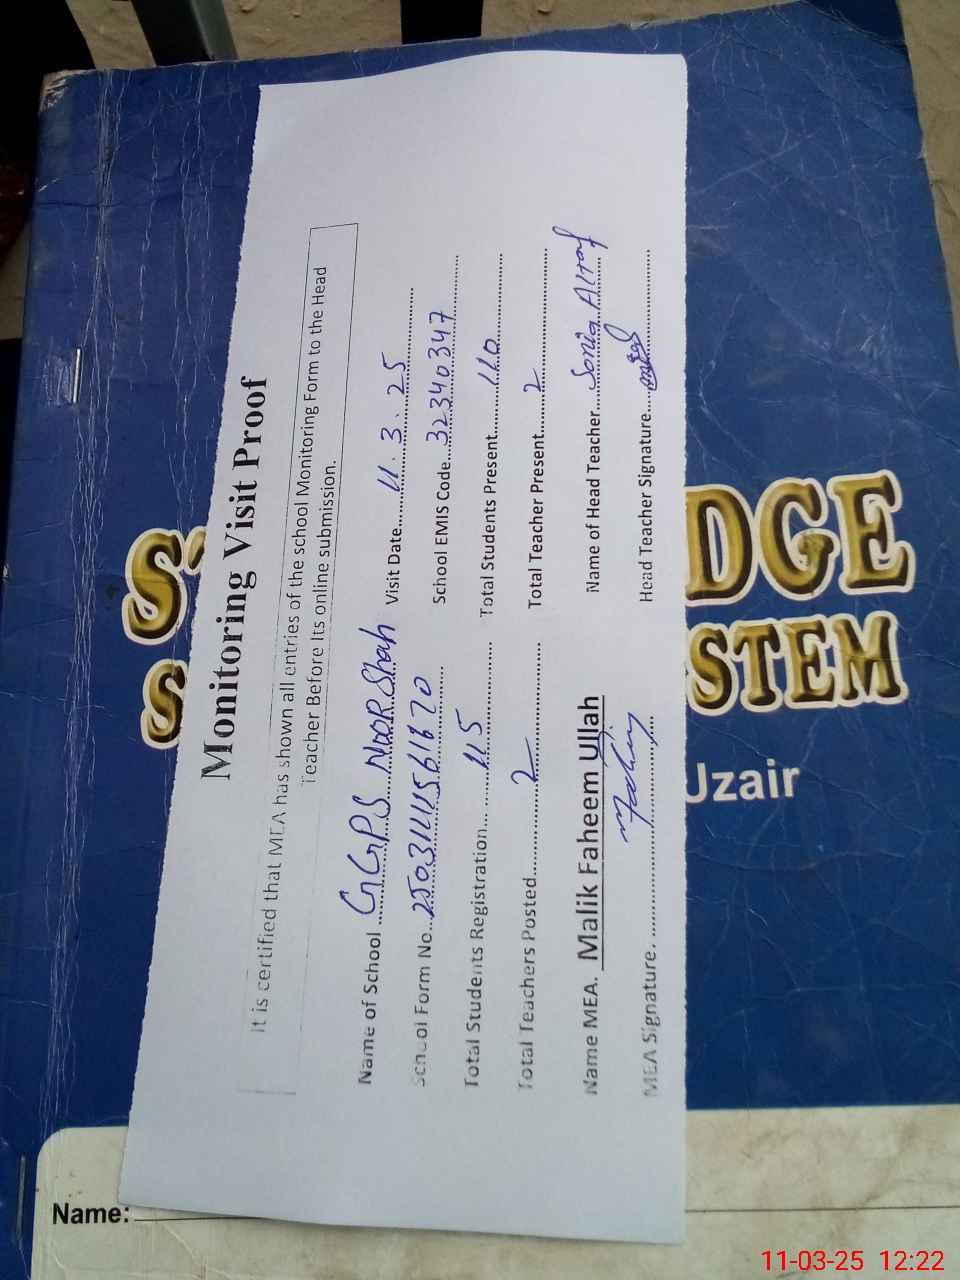 Monitoring Visit Proof
It is certified that MEA has shown all entries of the school Monitoring Form to the Head
Teacher Before Its online submission.
Name of School GGPS Noor Shah Visit Date 11.3.25
School Form No. School EMIS Code 32340347
Total Students Registration 115 Total Students Present 110
Total Teachers Posted 2 Total Teacher Present 2
Name MEA. Malik Faheem Ullah Name of Head Teacher Sonia Altaf
MEA Signature. Head Teacher Signature
DGE
STEM
Uzair
Name:
11-03-25 12:22